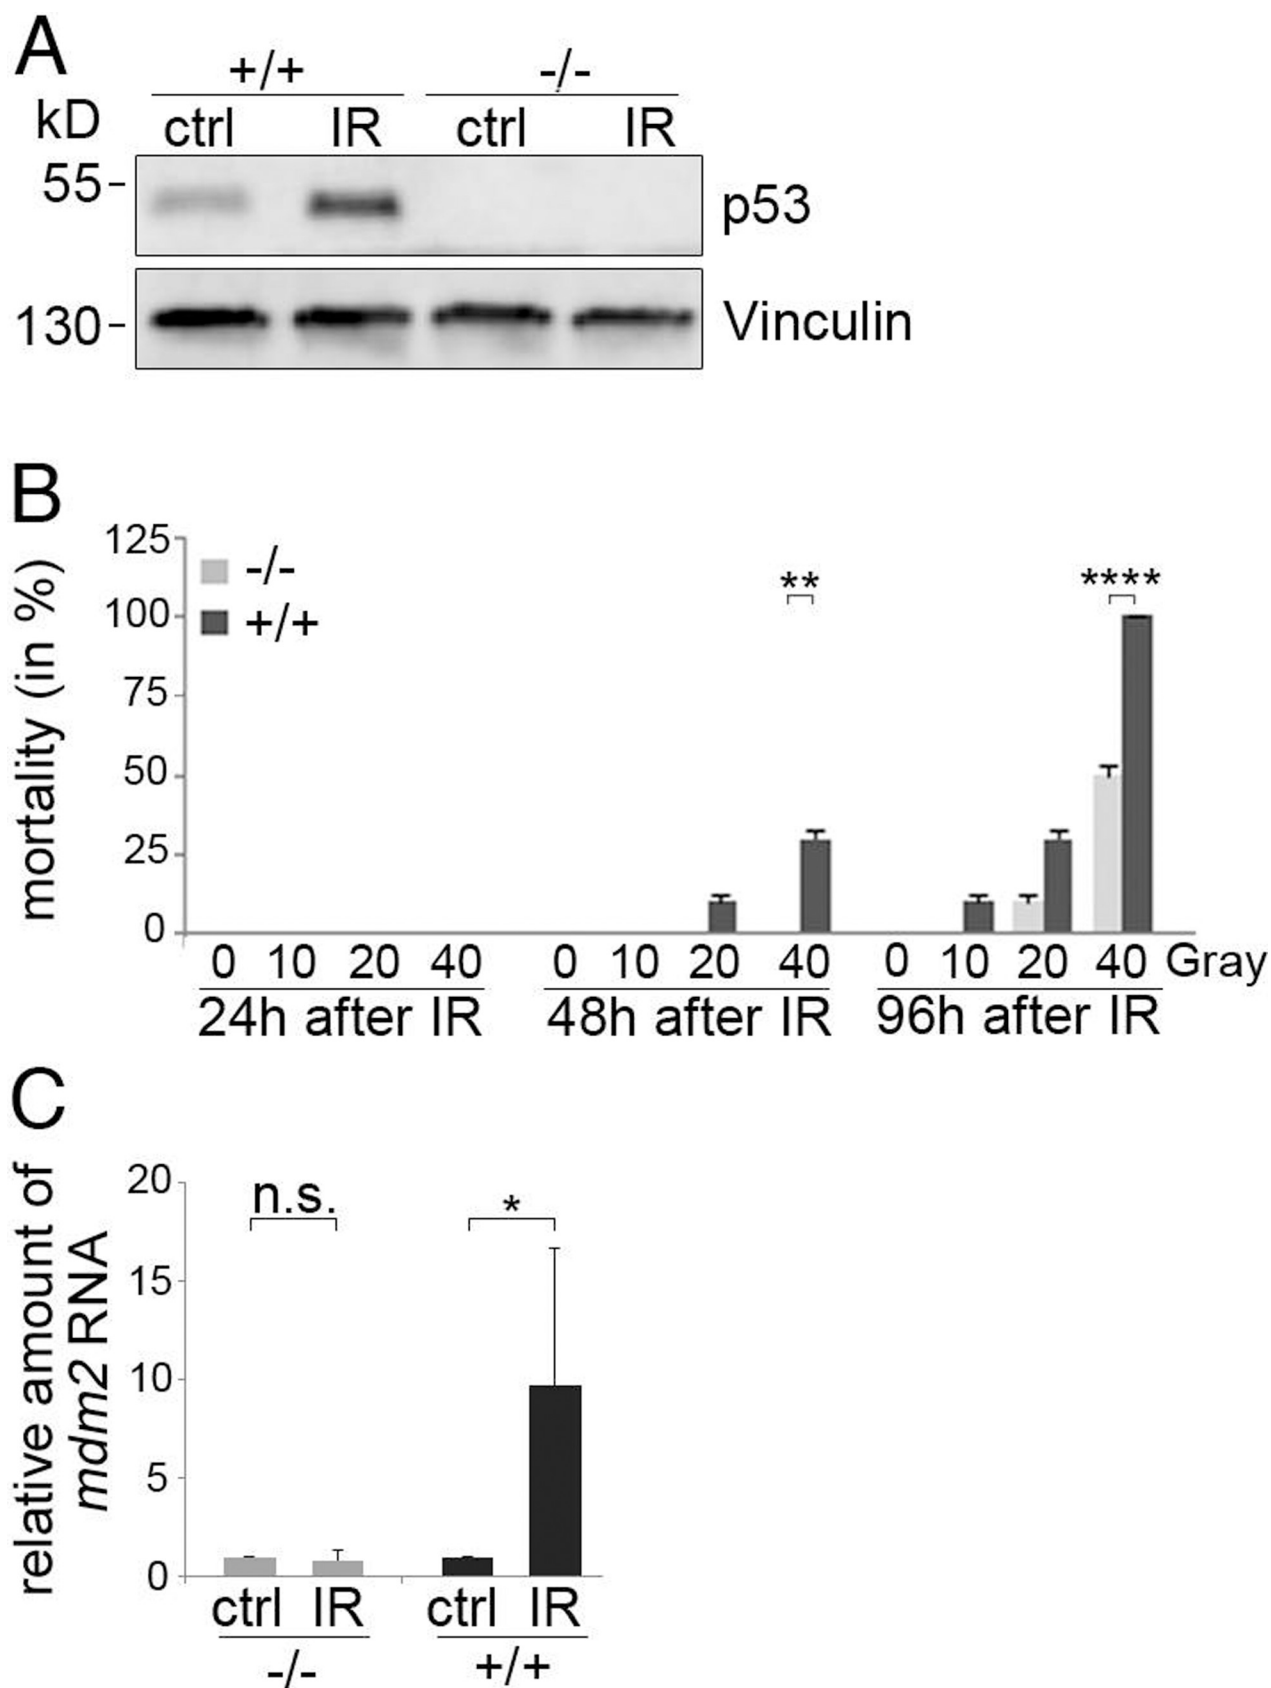 A
+/+ -/-
kD ctrl IR ctrl IR
55 p53
130 Vinculin
B
125
100
75
50
25
0
mortality (in %)
-/-
+/+
** ****
0 10 20 40 0 10 20 40 0 10 20 40 Gray
24h after IR 48h after IR 96h after IR
C
relative amount of
mdm2 RNA
20
15
10
5
0
n.s. *
ctrl IR ctrl IR
-/- +/+